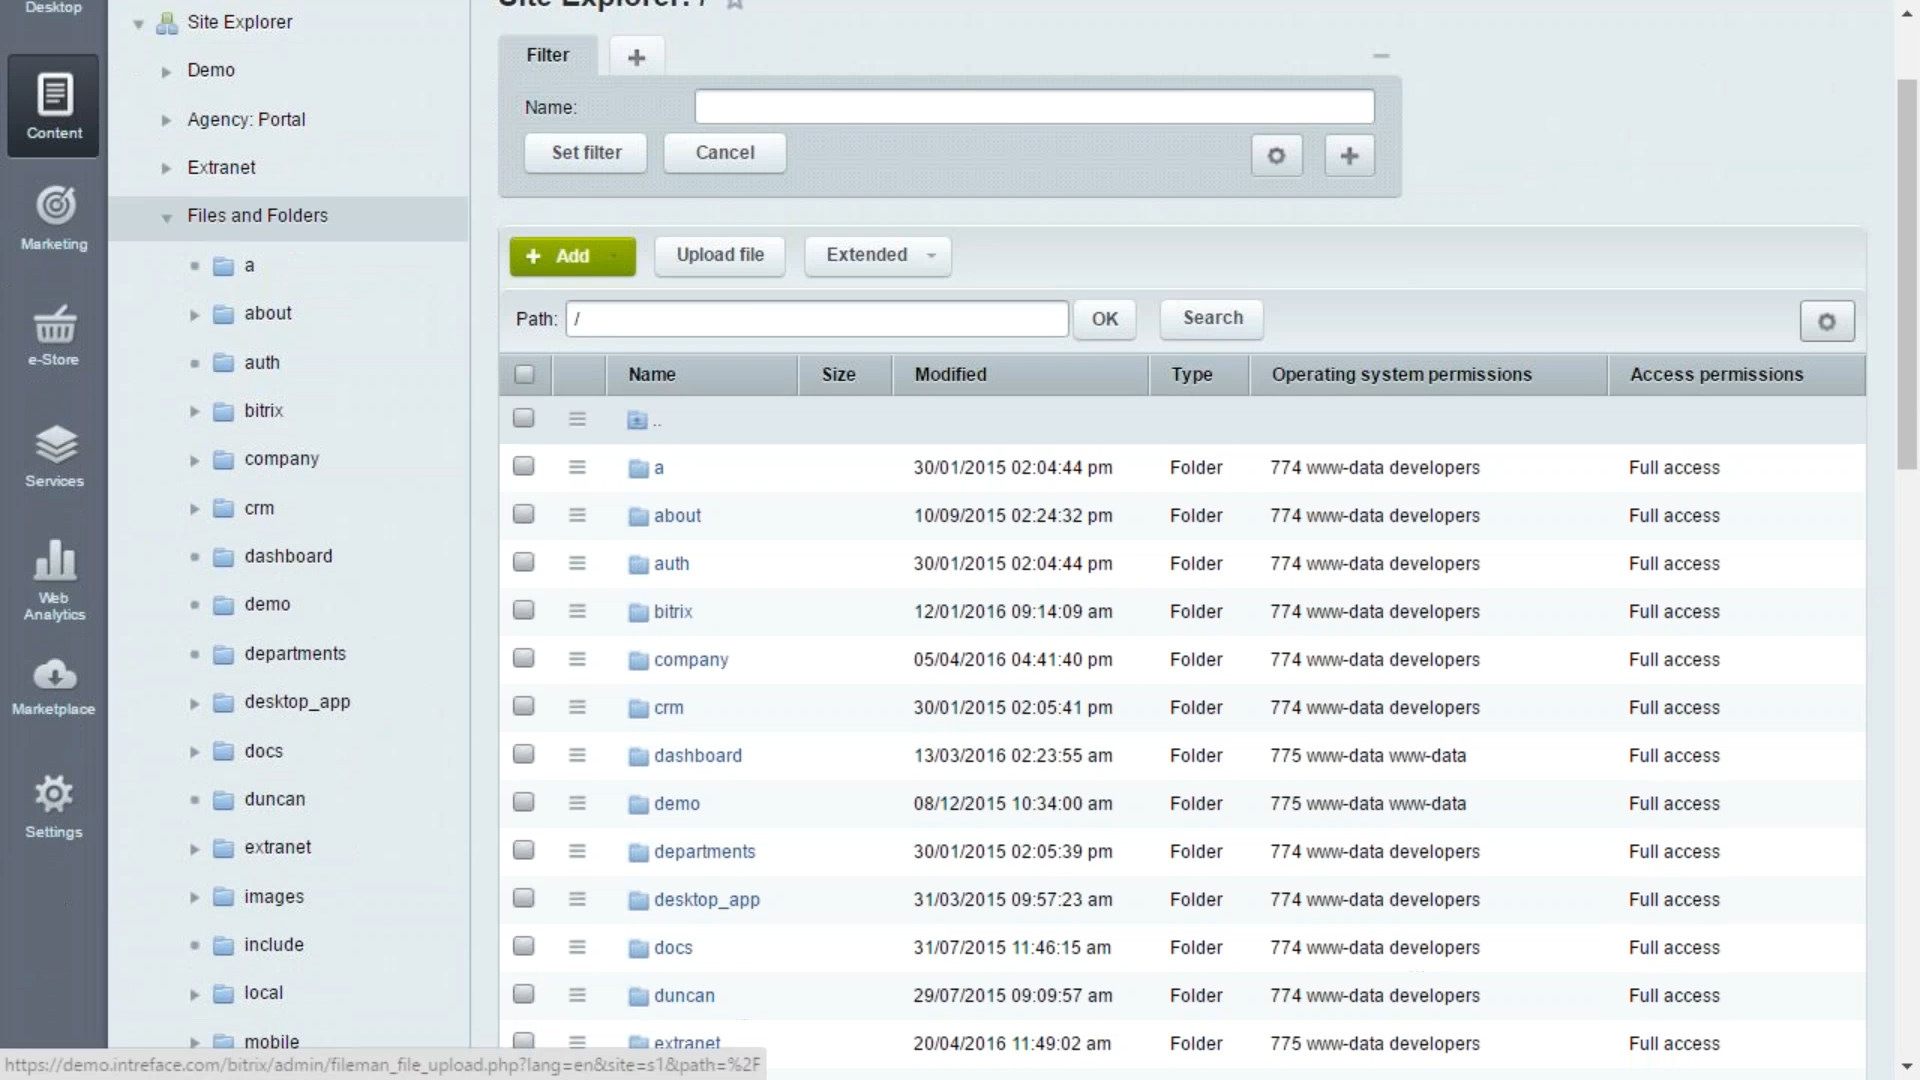 Desktop
Content
Marketing
e-Store
Services
Web
Analytics
Marketplace
Settings
Site Explorer
Demo
Agency: Portal
Extranet
Files and Folders
a
about
auth
bitrix
company
crm
dashboard
demo
departments
desktop_app
docs
duncan
extranet
images
include
local
mobile
Site Explorer: /
Filter
Name:
Set filter Cancel
Add Upload file Extended
Path: / OK Search
Name Size Modified Type Operating system permissions Access permissions
..
a 30/01/2015 02:04:44 pm Folder 774 www-data developers Full access
about 10/09/2015 02:24:32 pm Folder 774 www-data developers Full access
auth 30/01/2015 02:04:44 pm Folder 774 www-data developers Full access
bitrix 12/01/2016 09:14:09 am Folder 774 www-data developers Full access
company 05/04/2016 04:41:40 pm Folder 774 www-data developers Full access
crm 30/01/2015 02:05:41 pm Folder 774 www-data developers Full access
dashboard 13/03/2016 02:23:55 am Folder 775 www-data www-data Full access
demo 08/12/2015 10:34:00 am Folder 775 www-data www-data Full access
departments 30/01/2015 02:05:39 pm Folder 774 www-data developers Full access
desktop_app 31/03/2015 09:57:23 am Folder 774 www-data developers Full access
docs 31/07/2015 11:46:15 am Folder 774 www-data developers Full access
duncan 29/07/2015 09:09:57 am Folder 774 www-data developers Full access
extranet 20/04/2016 11:49:02 am Folder 775 www-data developers Full access
https://demo.intreface.com/bitrix/admin/fileman_file_upload.php?lang=en&site=s1&path=%2F